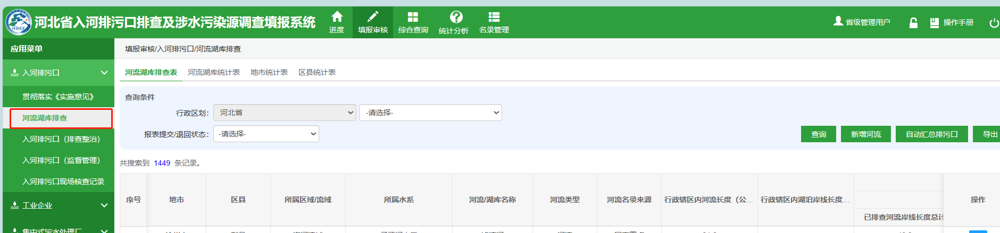 HBEE
河北省入河排污口排查及涉水污染源调查填报系统
进度 填报审核 综合查询 统计分析 名录管理
省级管理用户 操作手册
应用菜单
填报审核/入河排污口/河流湖库排查
入河排污口
河流湖库排查表 河流湖库统计表 地市统计表 区县统计表
贯彻落实《实施意见》
查询条件
行政区划: 河北省 -请选择-
河流湖库排查
报表提交/退回状态: -请选择-
查询 新增河流 自动汇总排污口 导出
入河排污口（排查整治）
入河排污口（监督管理）
共搜索到 1449 条记录。
入河排污口现场核查记录
序号 地市 区县 所属区域/流域 所属水系 河流/湖库名称 河流类型 河流名录来源 行政辖区内河流长度（公... 行政辖区内湖泊岸线长度... 操作
工业企业
已排查河流岸线长度总计
集中式污水处理厂